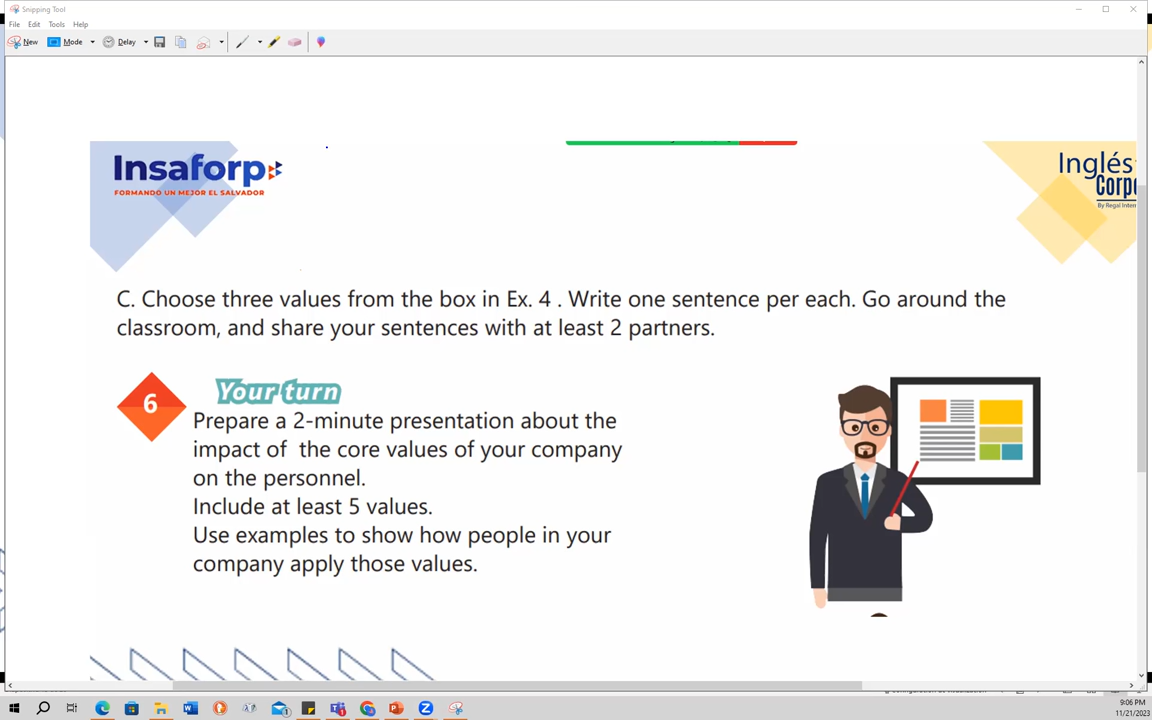 Snipping Tool
File Edit Tools Help
New Mode Delay
Insaforp
FORMANDO UN MEJOR EL SALVADOR
Inglés
Corp
By Regal Inter
C. Choose three values from the box in Ex. 4 . Write one sentence per each. Go around the
classroom, and share your sentences with at least 2 partners.
6
Your turn
Prepare a 2-minute presentation about the
impact of the core values of your company
on the personnel.
Include at least 5 values.
Use examples to show how people in your
company apply those values.
9:06 PM
11/21/2023